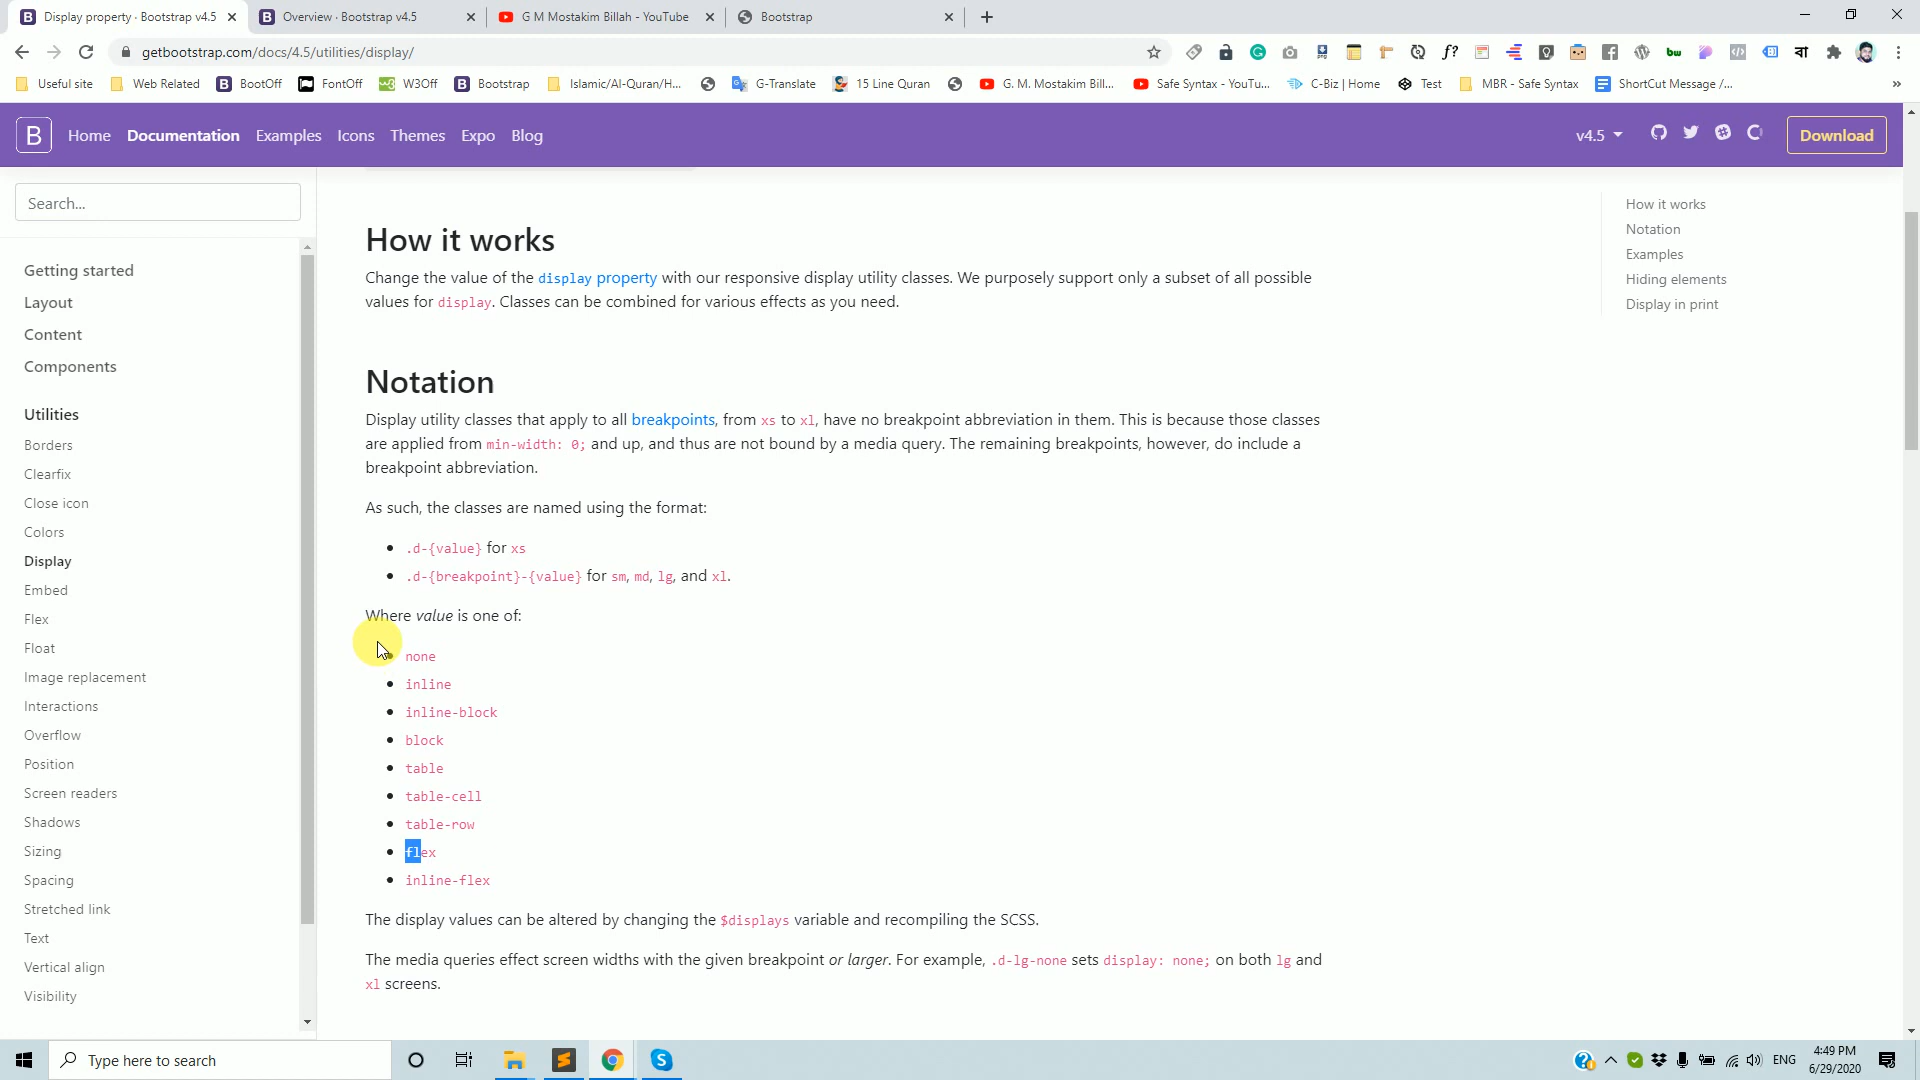 Display property · Bootstrap v4.5
Overview · Bootstrap v4.5
G M Mostakim Billah - YouTube
Bootstrap
getbootstrap.com/docs/4.5/utilities/display/
Useful site
Web Related
BootOff
FontOff
W3Off
Bootstrap
Islamic/Al-Quran/H...
G-Translate
15 Line Quran
G. M. Mostakim Bill...
Safe Syntax - YouTu...
C-Biz | Home
Test
MBR - Safe Syntax
ShortCut Message /...
B
Home
Documentation
Examples
Icons
Themes
Expo
Blog
v4.5
Download
Search...
Getting started
Layout
Content
Components
Utilities
Borders
Clearfix
Close icon
Colors
Display
Embed
Flex
Float
Image replacement
Interactions
Overflow
Position
Screen readers
Shadows
Sizing
Spacing
Stretched link
Text
Vertical align
Visibility
How it works
Change the value of the display property with our responsive display utility classes. We purposely support only a subset of all possible
values for display. Classes can be combined for various effects as you need.
Notation
Display utility classes that apply to all breakpoints, from xs to xl, have no breakpoint abbreviation in them. This is because those classes
are applied from min-width: 0; and up, and thus are not bound by a media query. The remaining breakpoints, however, do include a
breakpoint abbreviation.
As such, the classes are named using the format:
.d-{value} for xs
.d-{breakpoint}-{value} for sm, md, lg, and xl.
Where value is one of:
none
inline
inline-block
block
table
table-cell
table-row
flex
inline-flex
The display values can be altered by changing the $displays variable and recompiling the SCSS.
The media queries effect screen widths with the given breakpoint or larger. For example, .d-lg-none sets display: none; on both lg and
xl screens.
How it works
Notation
Examples
Hiding elements
Display in print
Type here to search
ENG
4:49 PM
6/29/2020